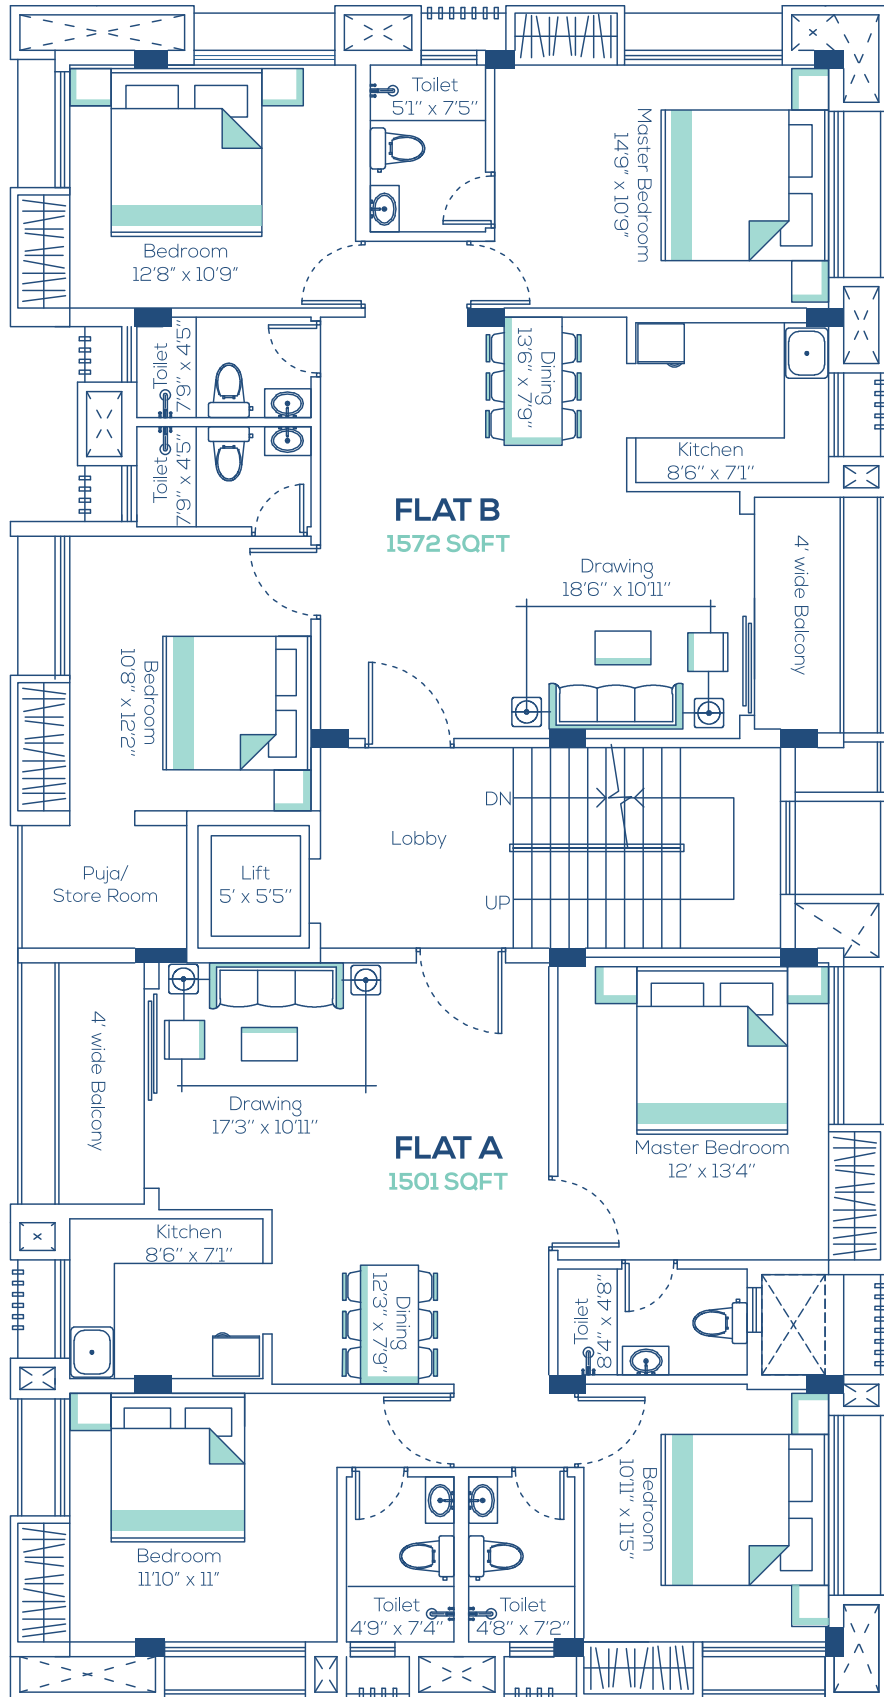 Toilet
5'1" x 7'5"
Master Bedroom
14'9" x 10'9"
Bedroom
12'8" x 10'9"
Toilet
7'9" x 4'5"
Dining
13'6" x 7'9"
Kitchen
8'6" x 7'1"
Toilet
7'9" x 4'5"
FLAT B
1572 SQFT
Drawing
18'6" x 10'11"
4' wide Balcony
Bedroom
10'8" x 12'2"
DN
Lobby
UP
Puja/
Store Room
Lift
5' x 5'5"
4' wide Balcony
Drawing
17'3" x 10'11"
FLAT A
1501 SQFT
Master Bedroom
12' x 13'4"
Kitchen
8'6" x 7'1"
Dining
12'3" x 7'9"
Toilet
8'4" x 4'8"
Bedroom
10'11" x 11'5"
Bedroom
11'10" x 11"
Toilet
4'9" x 7'4"
Toilet
4'8" x 7'2"